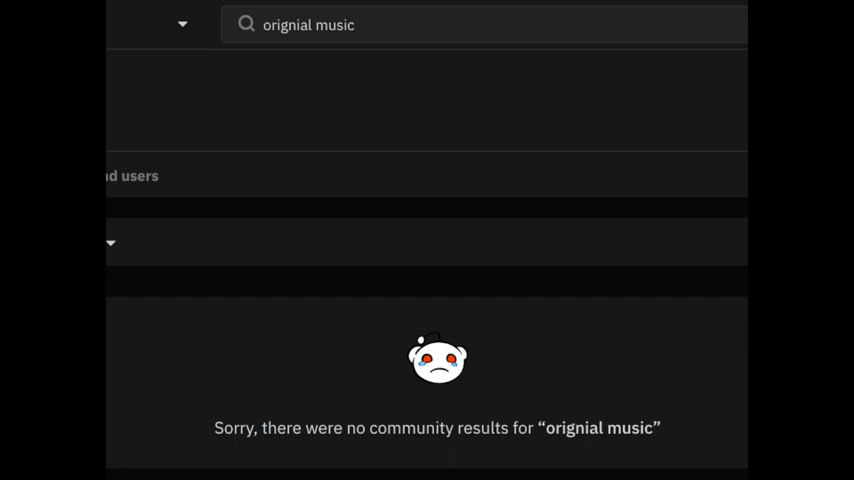 orignial music
nd users
Sorry, there were no community results for “orignial music”